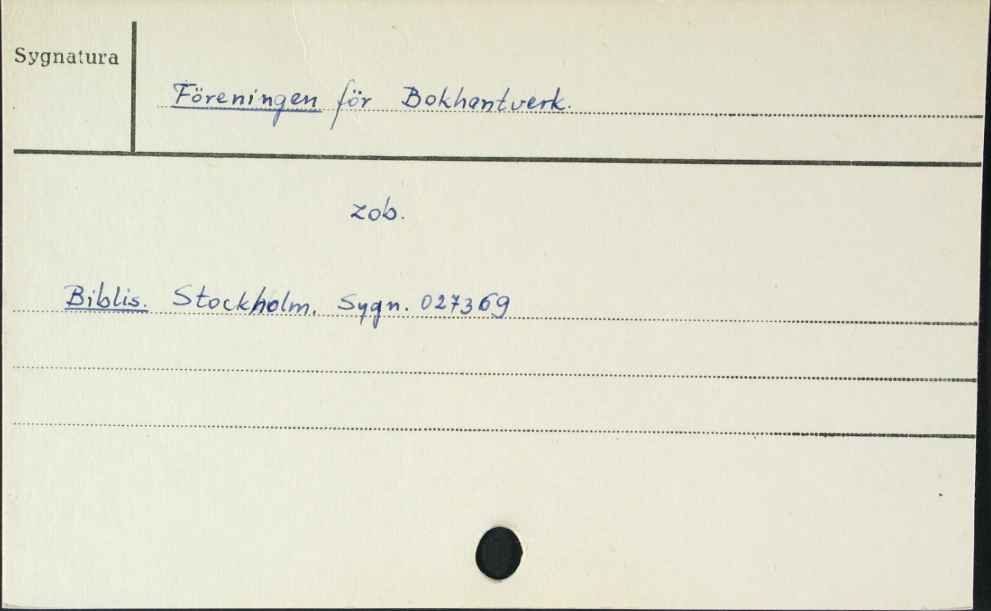 Sygnatura
Föreningen för Bokhantverk.
zob.
Biblis. Stockholm. Sygn. 027369